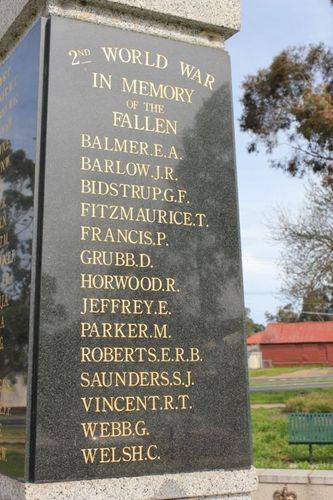 2ND WORLD WAR
IN MEMORY
OF THE
FALLEN
BALMER.E.A.
BARLOW.J.R.
BIDSTRUP.G.F.
FITZMAURICE.T.
FRANCIS.P.
GRUBB.D.
HORWOOD.R.
JEFFREY.E.
PARKER.M.
ROBERTS.E.R.B.
SAUNDERS.S.J.
VINCENT.R.T.
WEBB.G.
WELSH.C.